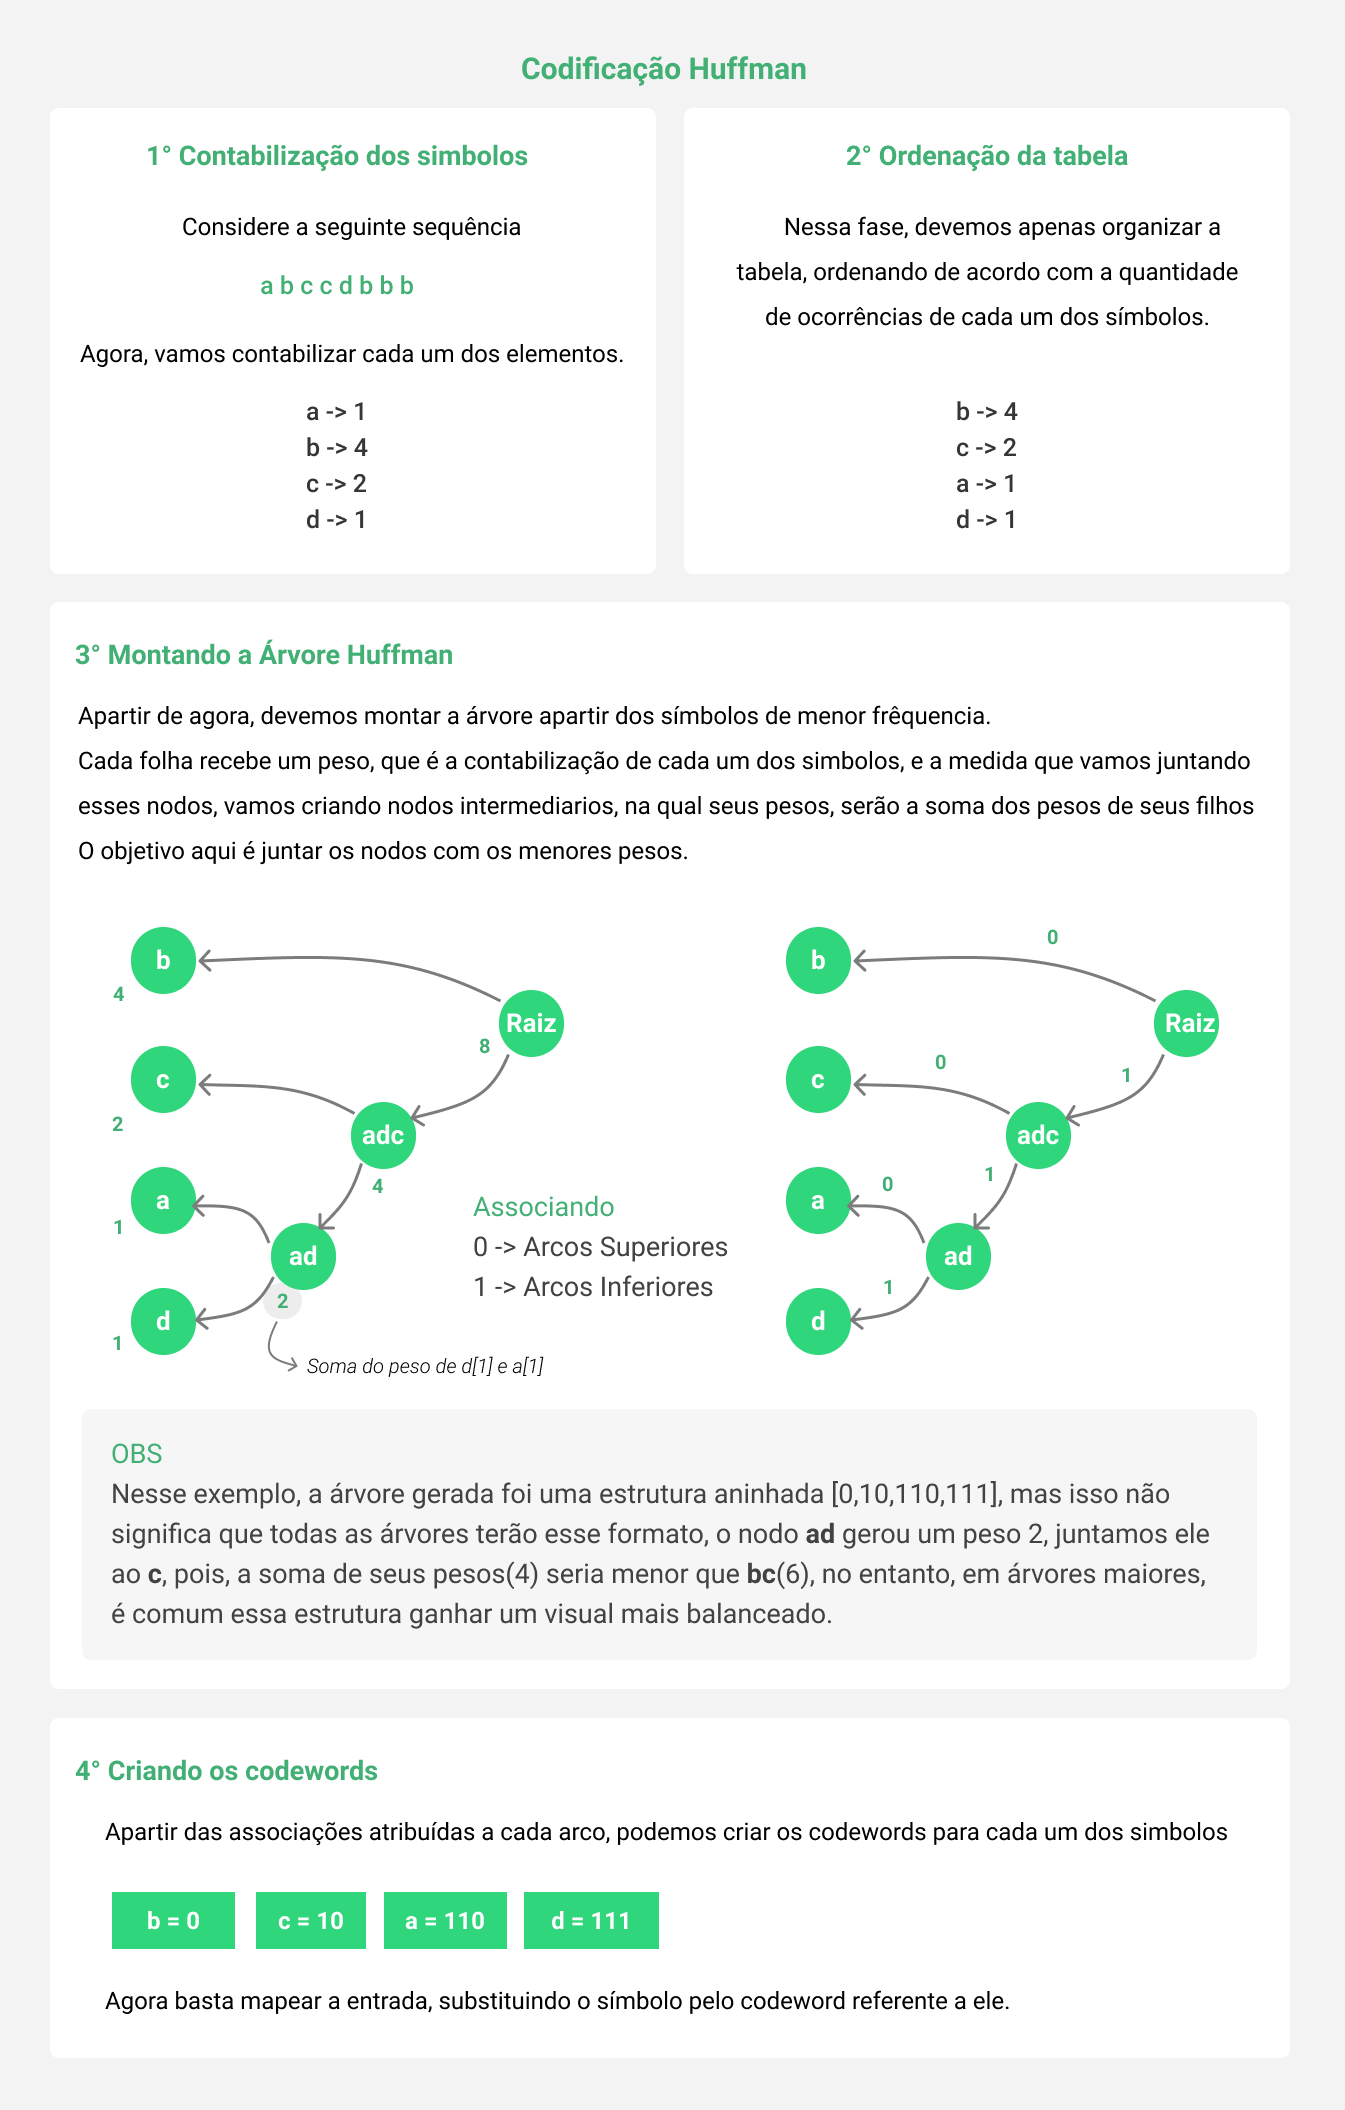 Codificação Huffman
1° Contabilização dos simbolos
Considere a seguinte sequência
a b c c d b b b
Agora, vamos contabilizar cada um dos elementos.
a -> 1
b -> 4
c -> 2
d -> 1
2° Ordenação da tabela
Nessa fase, devemos apenas organizar a
tabela, ordenando de acordo com a quantidade
de ocorrências de cada um dos símbolos.
b -> 4
c -> 2
a -> 1
d -> 1
3° Montando a Árvore Huffman
Apartir de agora, devemos montar a árvore apartir dos símbolos de menor frêquencia.
Cada folha recebe um peso, que é a contabilização de cada um dos simbolos, e a medida que vamos juntando
esses nodos, vamos criando nodos intermediarios, na qual seus pesos, serão a soma dos pesos de seus filhos
O objetivo aqui é juntar os nodos com os menores pesos.
b
4
Raiz
8
c
2
adc
4
a
1
ad
2
d
1
Soma do peso de d[1] e a[1]
Associando
0 -> Arcos Superiores
1 -> Arcos Inferiores
b
0
Raiz
1
c
0
adc
1
a
0
ad
1
d
OBS
Nesse exemplo, a árvore gerada foi uma estrutura aninhada [0,10,110,111], mas isso não
significa que todas as árvores terão esse formato, o nodo ad gerou um peso 2, juntamos ele
ao c, pois, a soma de seus pesos(4) seria menor que bc(6), no entanto, em árvores maiores,
é comum essa estrutura ganhar um visual mais balanceado.
4° Criando os codewords
Apartir das associações atribuídas a cada arco, podemos criar os codewords para cada um dos simbolos
b = 0
c = 10
a = 110
d = 111
Agora basta mapear a entrada, substituindo o símbolo pelo codeword referente a ele.